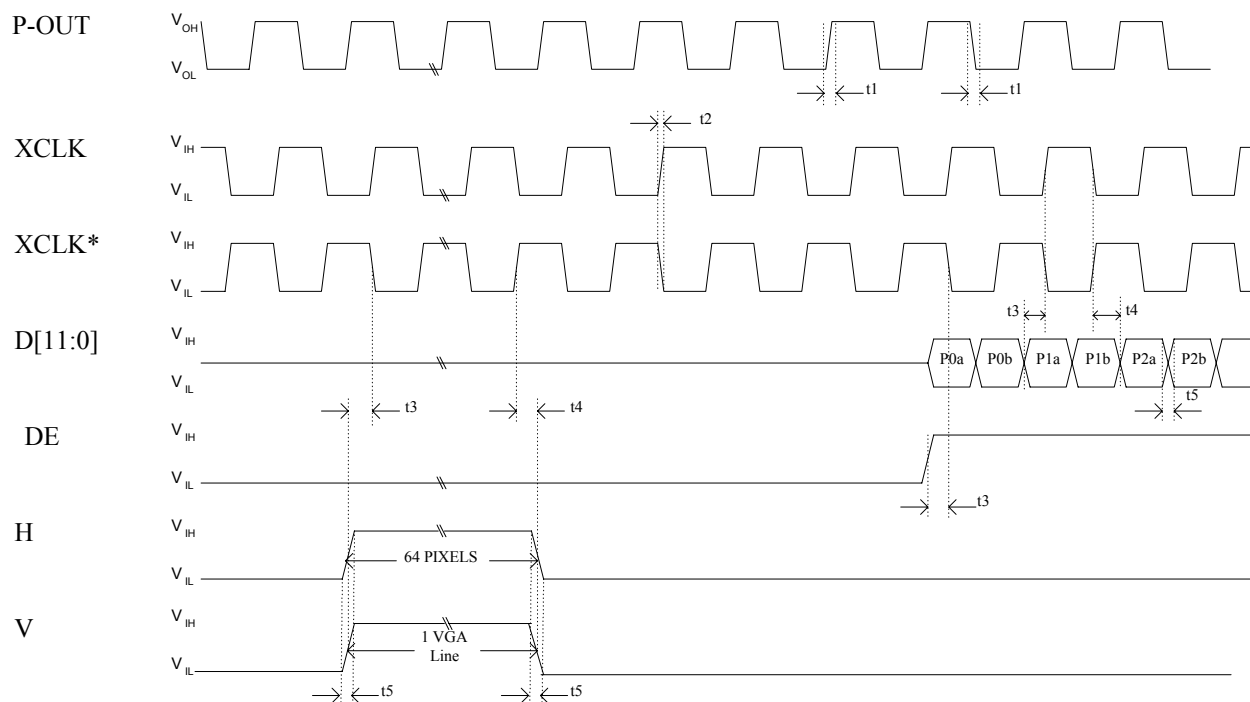 P-OUT
VOH
VOL
t1
t1
t2
XCLK
VIH
VIL
XCLK*
VIH
VIL
t3
t4
D[11:0]
VIH
VIL
P0a
P0b
P1a
P1b
P2a
P2b
t3
t4
t5
DE
VIH
VIL
t3
H
VIH
VIL
64 PIXELS
V
VIH
VIL
1 VGA
Line
t5
t5